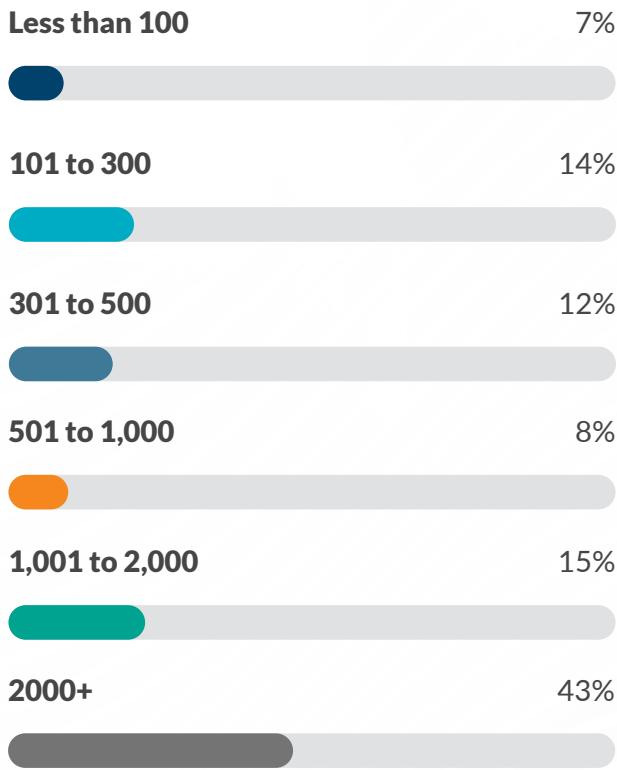 Less than 100 7%
101 to 300 14%
301 to 500 12%
501 to 1,000 8%
1,001 to 2,000 15%
2000+ 43%